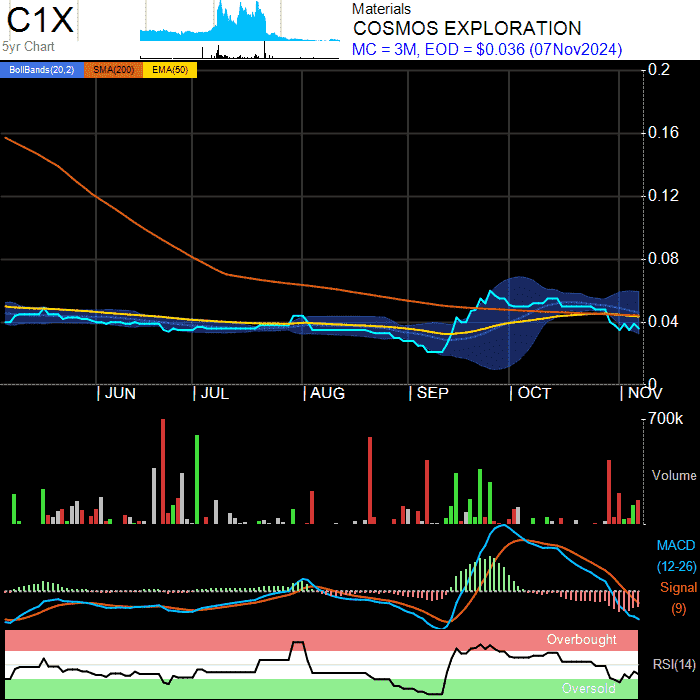 C1X
5yr Chart
Materials
COSMOS EXPLORATION
MC = 3M, EOD = $0.036 (07Nov2024)
BollBands(20,2) SMA(200) EMA(50)
0.2
0.16
0.12
0.08
0.04
0
JUN JUL AUG SEP OCT NOV
700k
Volume
MACD
(12-26)
Signal
(9)
Overbought
RSI(14)
Oversold